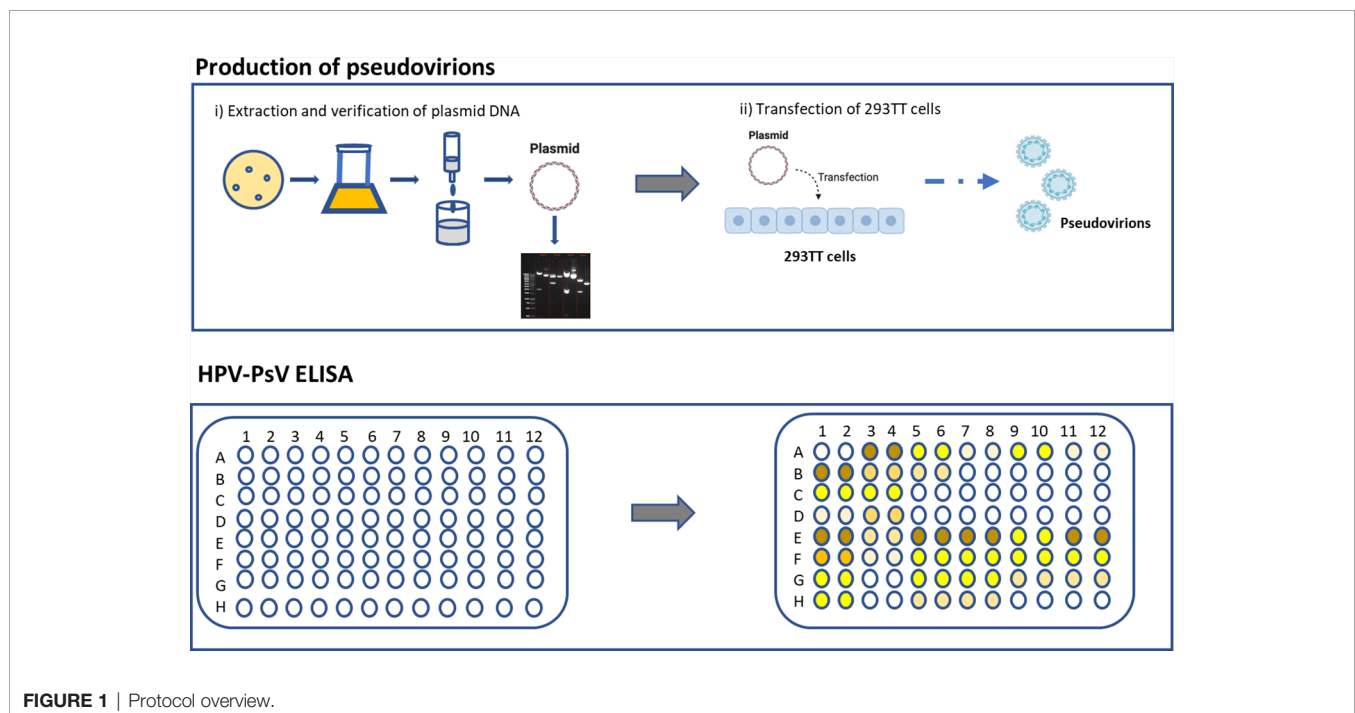 Production of pseudovirions
i) Extraction and verification of plasmid DNA
ii) Transfection of 293TT cells
Plasmid
Plasmid
Transfection
Pseudovirions
293TT cells
HPV-PsV ELISA
1 2 3 4 5 6 7 8 9 10 11 12
A
B
C
D
E
F
G
H
1 2 3 4 5 6 7 8 9 10 11 12
A
B
C
D
E
F
G
H
FIGURE 1 | Protocol overview.